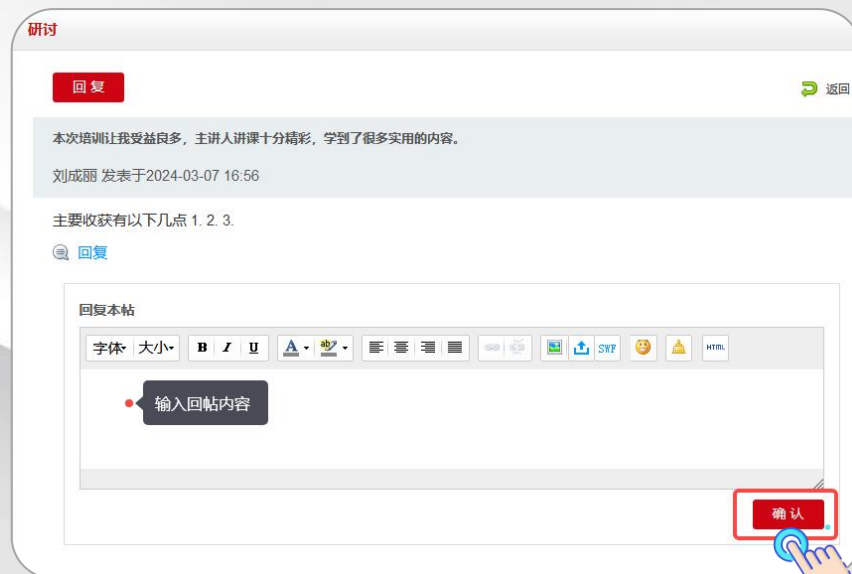 研讨
回复
返回
本次培训让我受益良多，主讲人讲课十分精彩，学到了很多实用的内容。
刘成丽 发表于2024-03-07 16:56
主要收获有以下几点 1. 2. 3.
回复
回复本帖
字体 大小 B I U A ab SWF HTML
输入回帖内容
确认